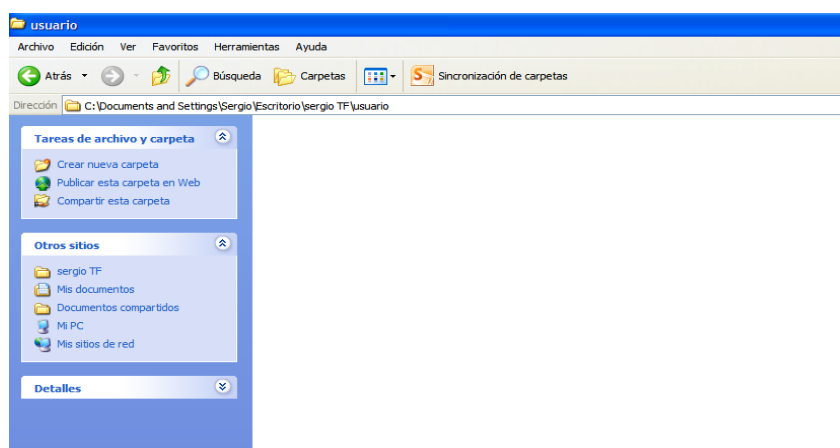 usuario
Archivo Edición Ver Favoritos Herramientas Ayuda
Atrás Búsqueda Carpetas Sincronización de carpetas
Dirección C:\Documents and Settings\Sergio\Escritorio\sergio TF\usuario
Tareas de archivo y carpeta
Crear nueva carpeta
Publicar esta carpeta en Web
Compartir esta carpeta
Otros sitios
sergio TF
Mis documentos
Documentos compartidos
Mi PC
Mis sitios de red
Detalles